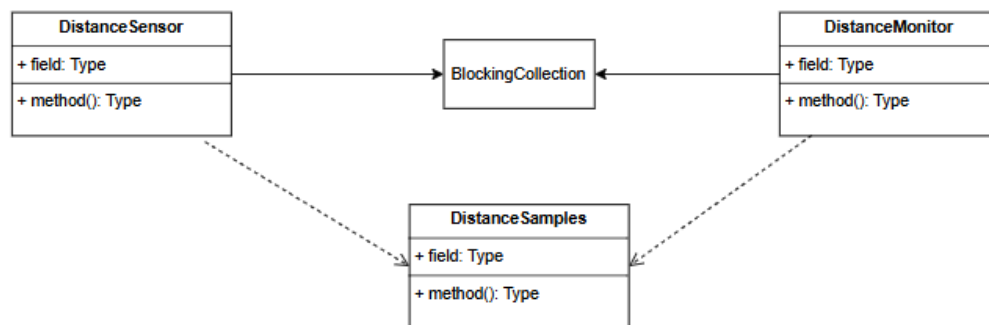 DistanceSensor
+ field: Type
+ method(): Type
BlockingCollection
DistanceMonitor
+ field: Type
+ method(): Type
DistanceSamples
+ field: Type
+ method(): Type